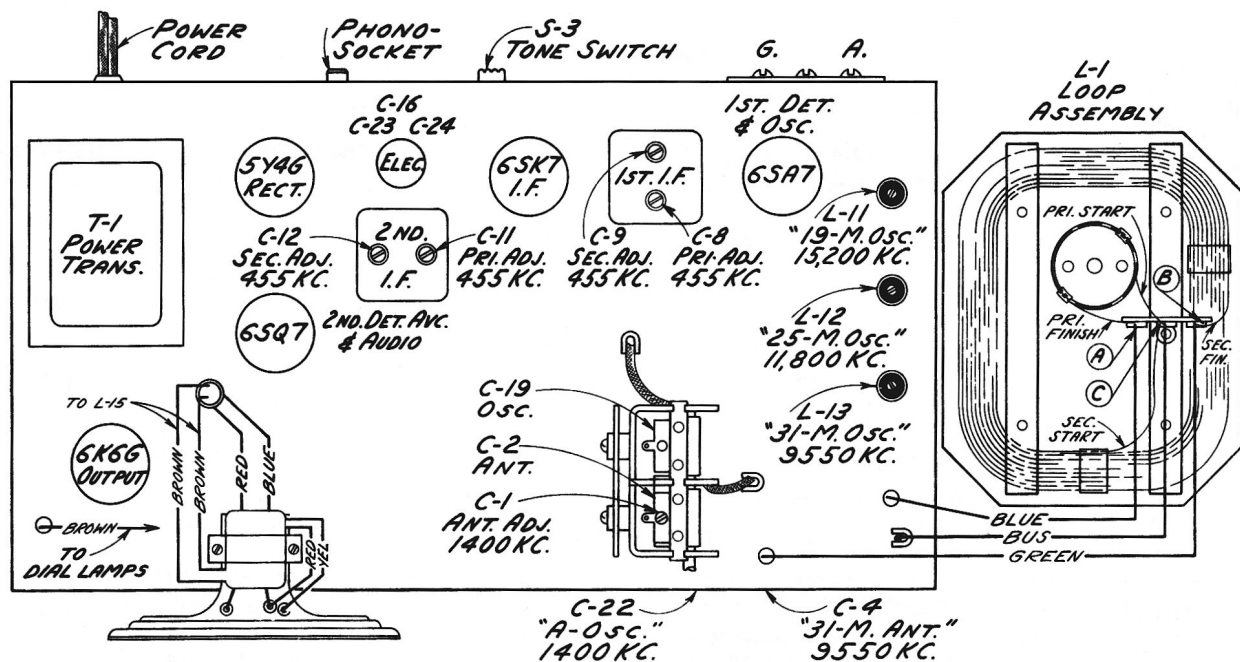 POWER
CORD
PHONO-
SOCKET
S-3
TONE SWITCH
G. A.
L-1
LOOP
ASSEMBLY
C-16
C-23 C-24
1ST. DET.
& OSC.
5Y4G
RECT.
ELEC.
6SK7
I.F.
1ST. I.F.
6SA7
T-1
POWER
TRANS.
C-12
SEC. ADJ.
455 KC.
2ND.
I.F.
C-11
PRI. ADJ.
455 KC.
C-9
SEC. ADJ.
455 KC.
C-8
PRI. ADJ.
455 KC.
L-11
"19-M. OSC."
15,200 KC.
6SQ7
2ND. DET. AVC.
& AUDIO
L-12
"25-M. OSC."
11,800 KC.
L-13
"31-M. OSC."
9550 KC.
PRI. START
B
PRI.
FINISH
A
C
SEC.
FIN.
SEC.
START
TO L-15
6K6G
OUTPUT
BROWN
BROWN
RED
BLUE
C-19
OSC.
C-2
ANT.
C-1
ANT. ADJ.
1400 KC.
BROWN
TO
DIAL LAMPS
RED
YEL
BLUE
BUS
GREEN
C-22
"A-OSC."
1400 KC.
C-4
"31-M. ANT."
9550 KC.